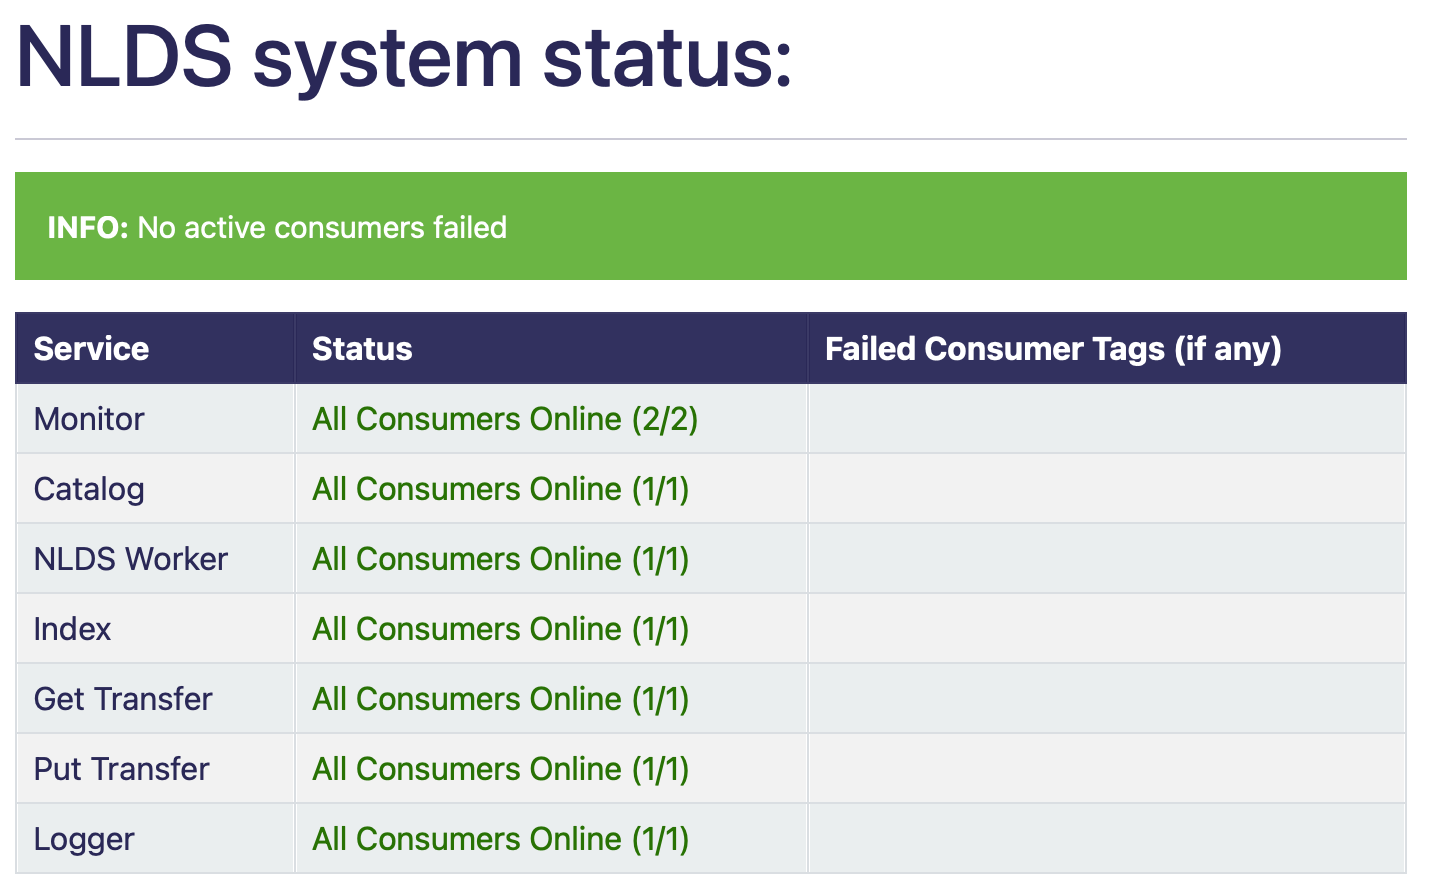 NLDS system status:
INFO: No active consumers failed
Service Status Failed Consumer Tags (if any)
Monitor All Consumers Online (2/2)
Catalog All Consumers Online (1/1)
NLDS Worker All Consumers Online (1/1)
Index All Consumers Online (1/1)
Get Transfer All Consumers Online (1/1)
Put Transfer All Consumers Online (1/1)
Logger All Consumers Online (1/1)